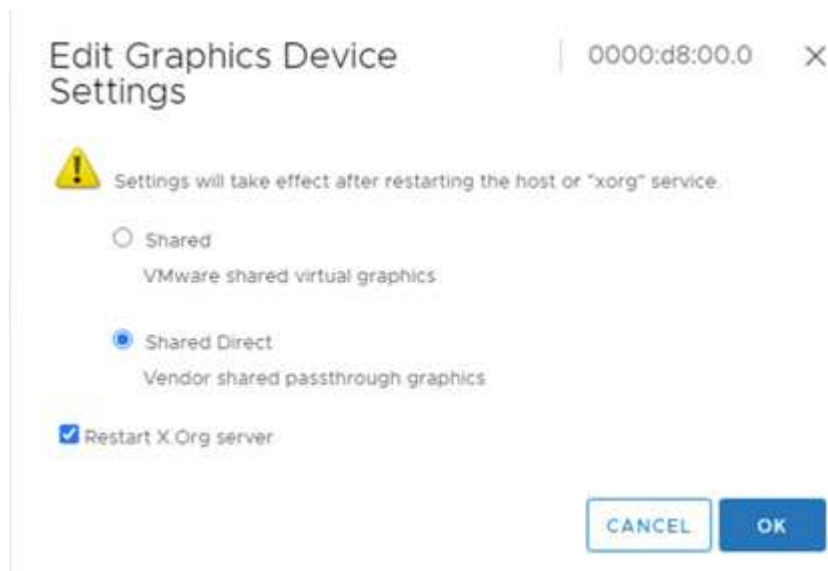 Edit Graphics Device
Settings
0000:d8:00.0
Settings will take effect after restarting the host or "xorg" service.
Shared
VMware shared virtual graphics
Shared Direct
Vendor shared passthrough graphics
Restart X.Org server
CANCEL
OK